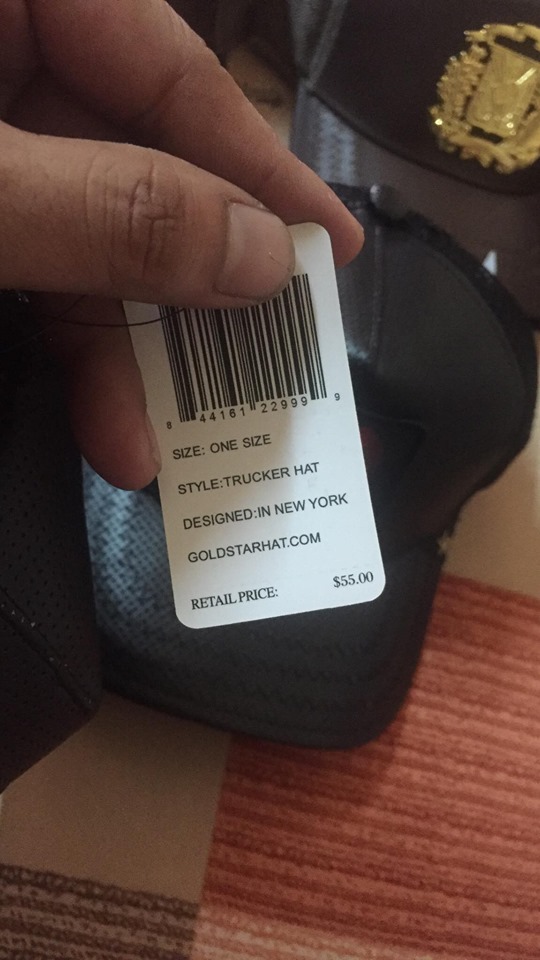 8 44161 22999 9
SIZE: ONE SIZE
STYLE:TRUCKER HAT
DESIGNED:IN NEW YORK
GOLDSTARHAT.COM
RETAIL PRICE: $55.00